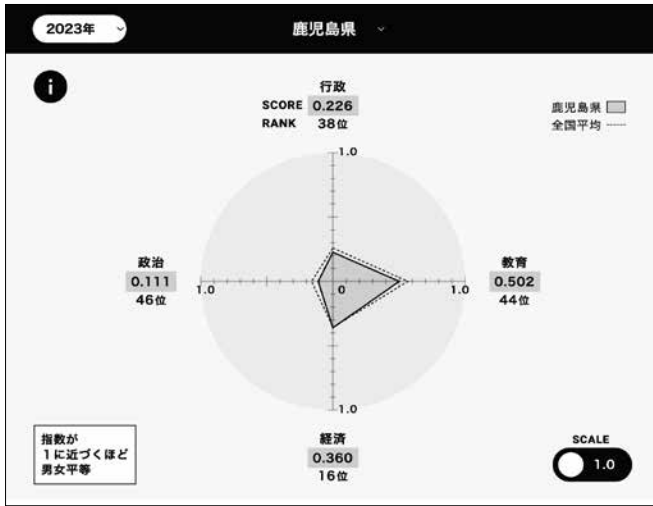 2023年
鹿児島県
i
行政
SCORE 0.226
RANK 38位
鹿児島県
全国平均
1.0
政治
0.111
46位
1.0
0
1.0
教育
0.502
44位
1.0
経済
0.360
16位
指数が
1に近づくほど
男女平等
SCALE
1.0